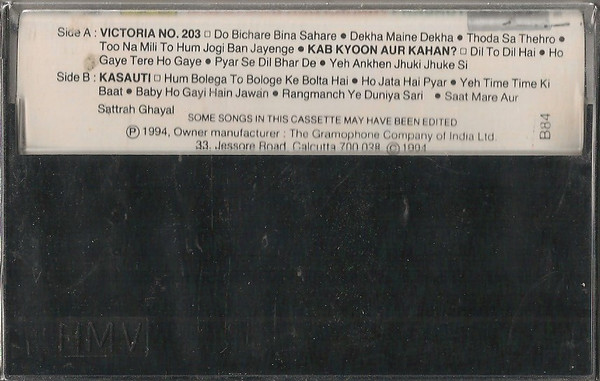 Side A : VICTORIA NO. 203 □ Do Bichare Bina Sahare ● Dekha Maine Dekha ● Thoda Sa Thehro ●
Too Na Mili To Hum Jogi Ban Jayenge ● KAB KYOON AUR KAHAN? □ Dil To Dil Hai ● Ho
Gaye Tere Ho Gaye ● Pyar Se Dil Bhar De ● Yeh Ankhen Jhuki Jhuke Si
Side B : KASAUTI □ Hum Bolega To Bologe Ke Bolta Hai ● Ho Jata Hai Pyar ● Yeh Time Time Ki
Baat ● Baby Ho Gayi Hain Jawan ● Rangmanch Ye Duniya Sari ● Saat Mare Aur
Sattrah Ghayal
SOME SONGS IN THIS CASSETTE MAY HAVE BEEN EDITED
Ⓟ 1994, Owner manufacturer : The Gramophone Company of India Ltd.
33, Jessore Road, Calcutta 700 028 © 1994
B84
HMV